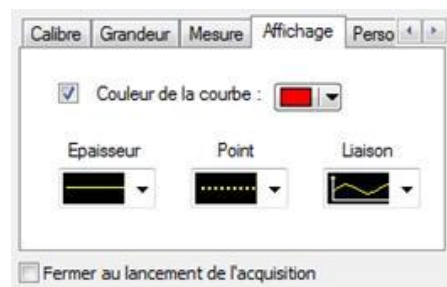 Calibre Grandeur Mesure Affichage Perso
Couleur de la courbe :
Epaisseur Point Liaison
Fermer au lancement de l'acquisition